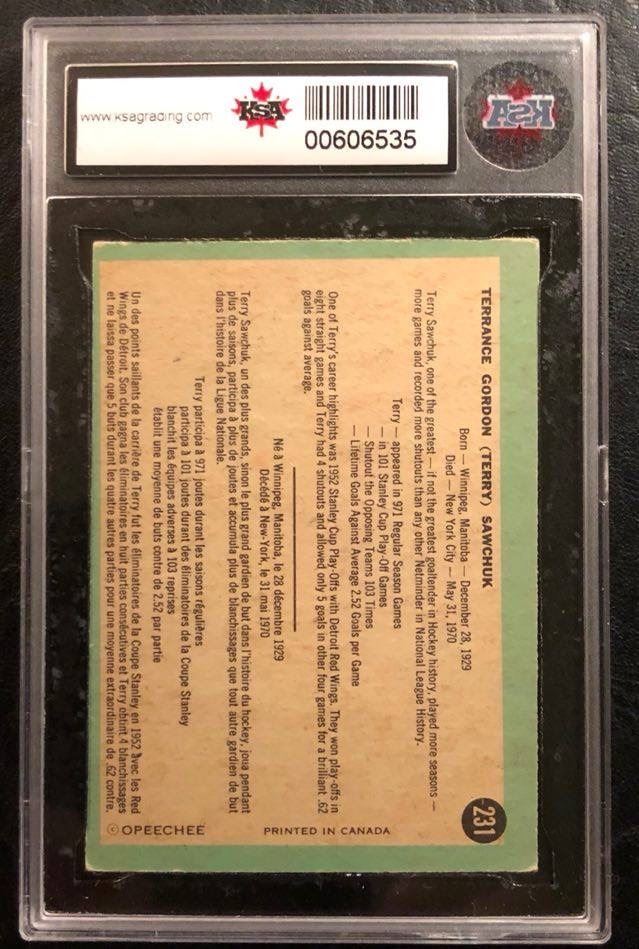 www.ksagrading.com
KSA
00606535
KSA
TERRANCE GORDON (TERRY) SAWCHUK
231
Born — Winnipeg, Manitoba — December 28, 1929
Died — New York City — May 31, 1970
Terry Sawchuk, one of the greatest — if not the greatest goaltender in Hockey history, played more seasons —
more games and recorded more shutouts than any other Netminder in National League History.
Terry — appeared in 971 Regular Season Games
— in 101 Stanley Cup Play-Off Games
— Shutout the Opposing Teams 103 Times
— Lifetime Goals Against Average 2.52 Goals per Game
One of Terry's career highlights was 1952 Stanley Cup Play-Offs with Detroit Red Wings. They won play-offs in
eight straight games and Terry had 4 shutouts and allowed only 5 goals in other four games for a brilliant .62
goals against average.
Né à Winnipeg, Manitoba, le 28 décembre 1929
Décédé à New-York, le 31 mai 1970
Terry Sawchuk, un des plus grands, sinon le plus grand gardien de but dans l'histoire du hockey, joua pendant
plus de saisons, participa à plus de joutes et accumula plus de blanchissages que tout autre gardien de but
dans l'histoire de la Ligue Nationale.
Terry participa à 971 joutes durant les saisons régulières
participa à 101 joutes durant des éliminatoires de la Coupe Stanley
blanchit les équipes adverses à 103 reprises
établit une moyenne de buts contre de 2.52 par partie
Un des points saillants de la carrière de Terry fut les éliminatoires de la Coupe Stanley en 1952 avec les Red
Wings de Détroit. Son club gagna les éliminatoires en huit parties consécutives et Terry obtint 4 blanchissages
et ne laissa passer que 5 buts durant les quatre autres parties pour une moyenne extraordinaire de .62 contre.
© OPEECHEE
PRINTED IN CANADA